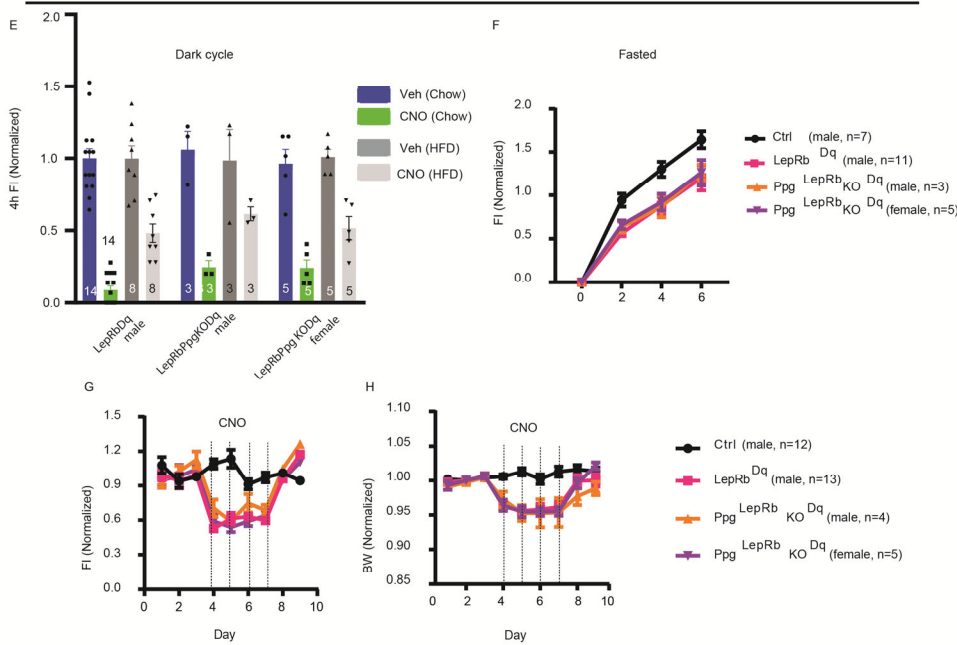 E
Dark cycle
4h FI (Normalized)
2.0
1.5
1.0
0.5
0.0
14
14
8
8
3
3
3
3
5
5
5
5
LepRbDq
male
LepRbPpgKODq
male
LepRbPpg KODq
female
Veh (Chow)
CNO (Chow)
Veh (HFD)
CNO (HFD)
F
Fasted
FI (Normalized)
2.0
1.5
1.0
0.5
0.0
0 2 4 6
Ctrl (male, n=7)
LepRb Dq (male, n=11)
Ppg LepRb KO Dq (male, n=3)
Ppg LepRb KO Dq (female, n=5)
G
CNO
FI (Normalized)
1.5
1.2
0.9
0.6
0.3
0.0
0 2 4 6 8 10
Day
H
CNO
BW (Normalized)
1.10
1.05
1.00
0.95
0.90
0.85
0 2 4 6 8 10
Day
Ctrl (male, n=12)
LepRb Dq (male, n=13)
Ppg LepRb KO Dq (male, n=4)
Ppg LepRb KO Dq (female, n=5)